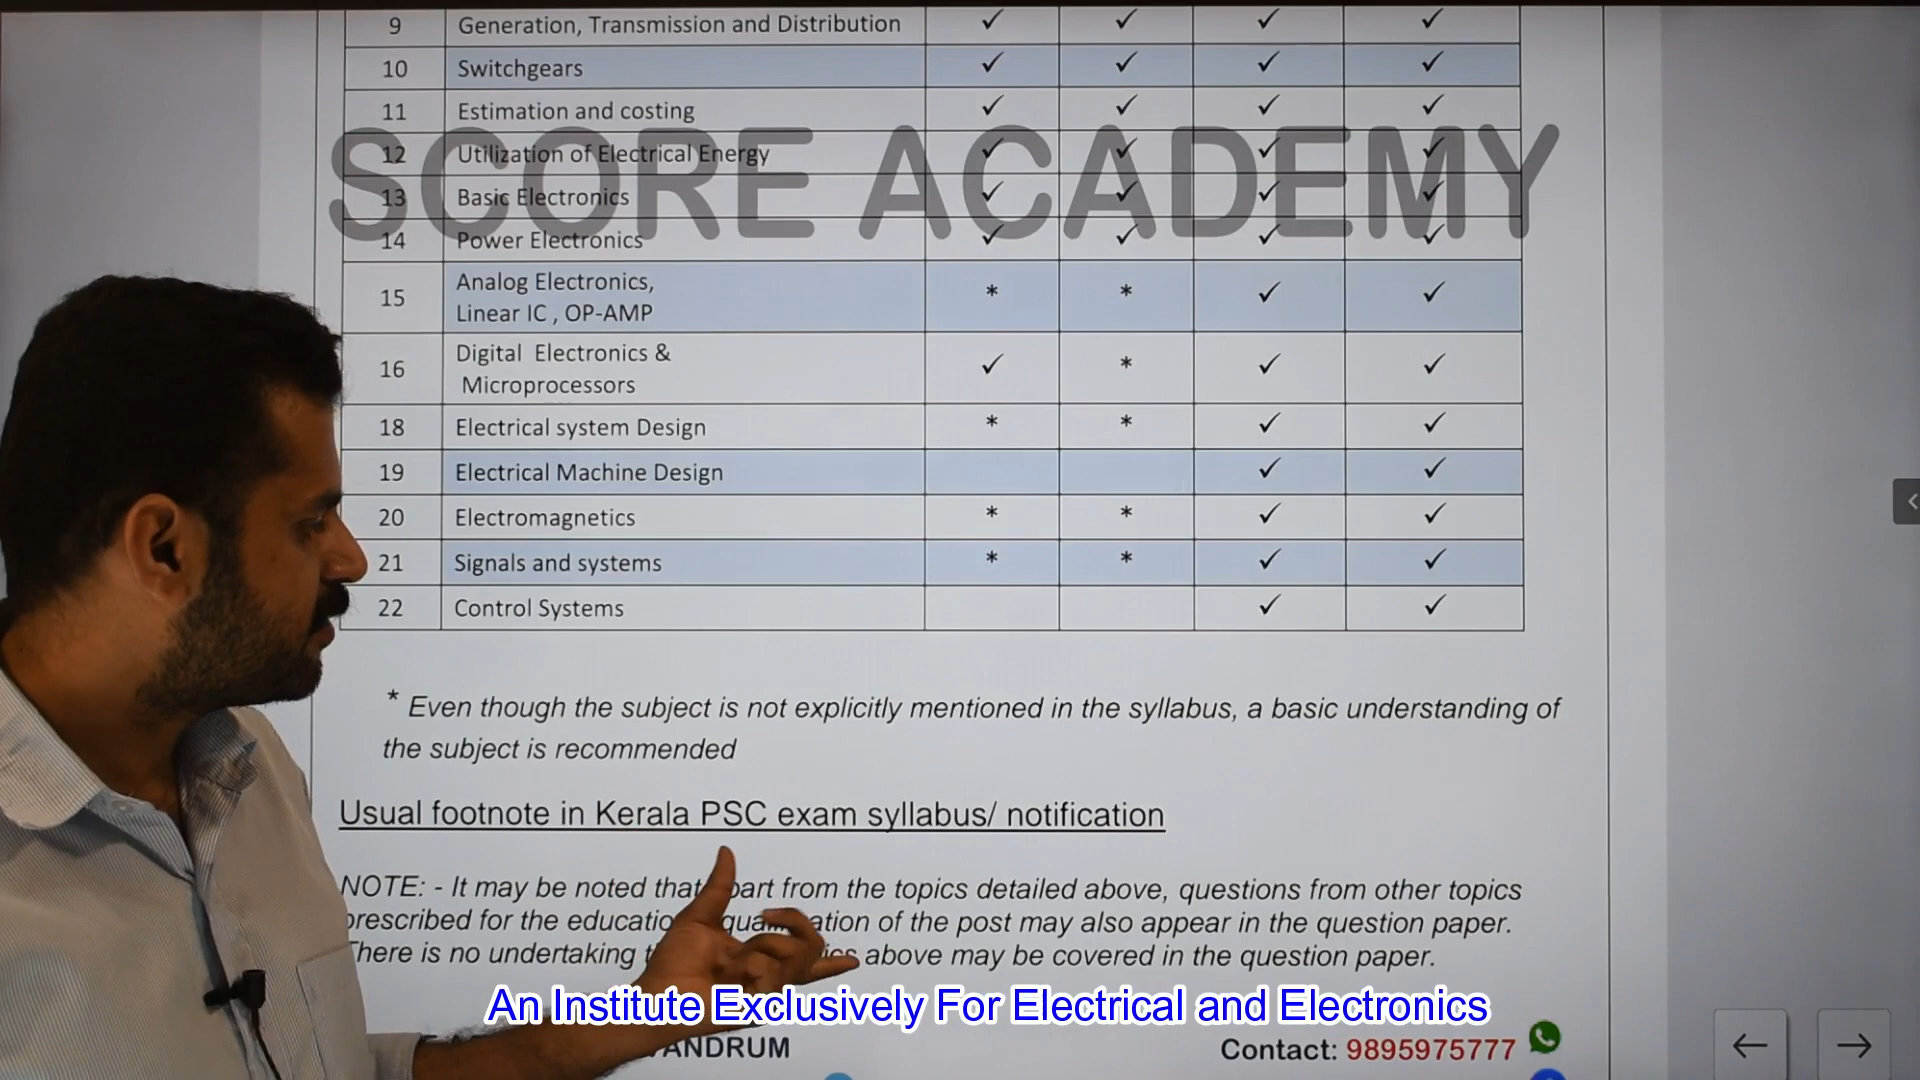 9 Generation, Transmission and Distribution ✓ ✓ ✓ ✓
10 Switchgears ✓ ✓ ✓ ✓
11 Estimation and costing ✓ ✓ ✓ ✓
SCORE ACADEMY
12 Utilization of Electrical Energy ✓ ✓ ✓ ✓
13 Basic Electronics ✓ ✓ ✓ ✓
14 Power Electronics ✓ ✓ ✓ ✓
15 Analog Electronics, * * ✓ ✓
Linear IC , OP-AMP
16 Digital Electronics & ✓ * ✓ ✓
Microprocessors
18 Electrical system Design * * ✓ ✓
19 Electrical Machine Design ✓ ✓
20 Electromagnetics * * ✓ ✓
21 Signals and systems * * ✓ ✓
22 Control Systems ✓ ✓
* Even though the subject is not explicitly mentioned in the syllabus, a basic understanding of
the subject is recommended
Usual footnote in Kerala PSC exam syllabus/ notification
NOTE: - It may be noted that from the topics detailed above, questions from other topics
prescribed for the of the post may also appear in the question paper.
There is no undertaking above may be covered in the question paper.
An Institute Exclusively For Electrical and Electronics
Contact: 9895975777